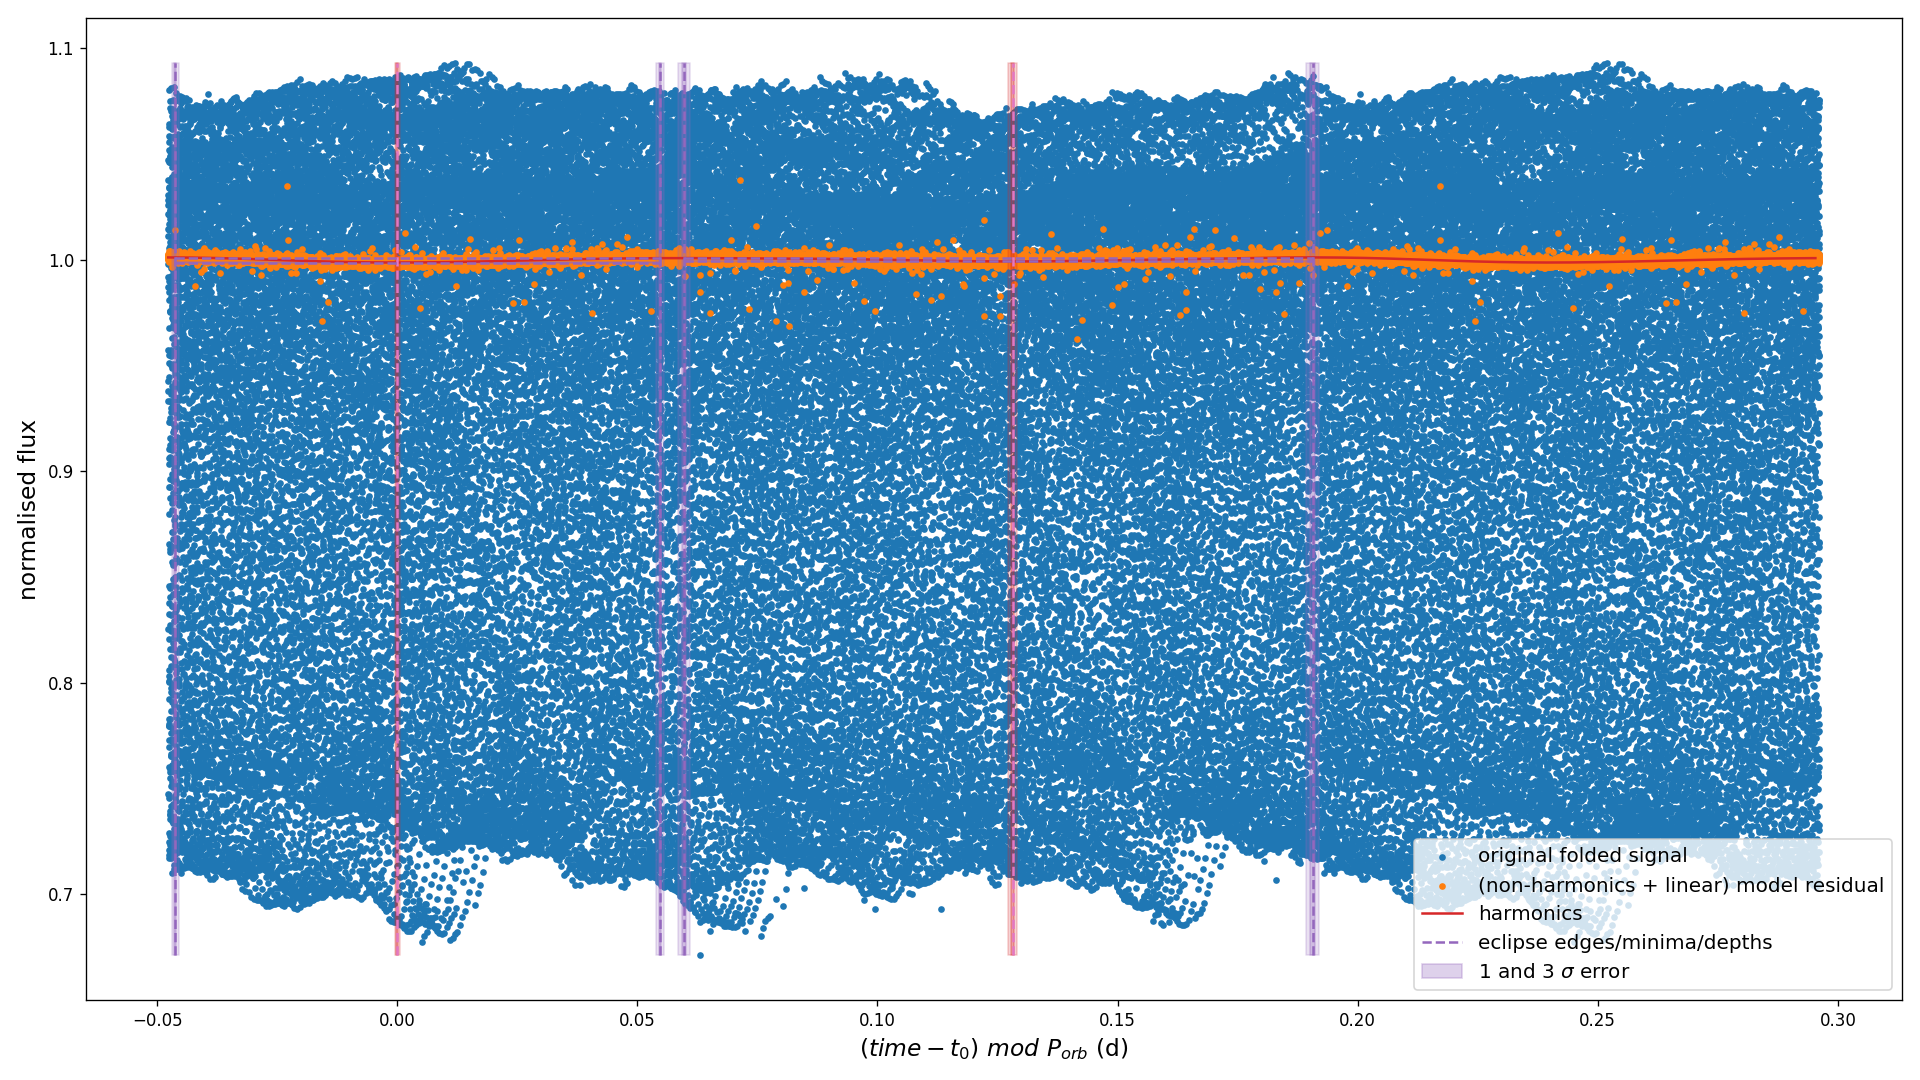 1.1
1.0
0.9
0.8
0.7
normalised flux
original folded signal
(non-harmonics + linear) model residual
harmonics
eclipse edges/minima/depths
1 and 3 σ error
−0.05 0.00 0.05 0.10 0.15 0.20 0.25 0.30
(time − t₀) mod P_orb (d)